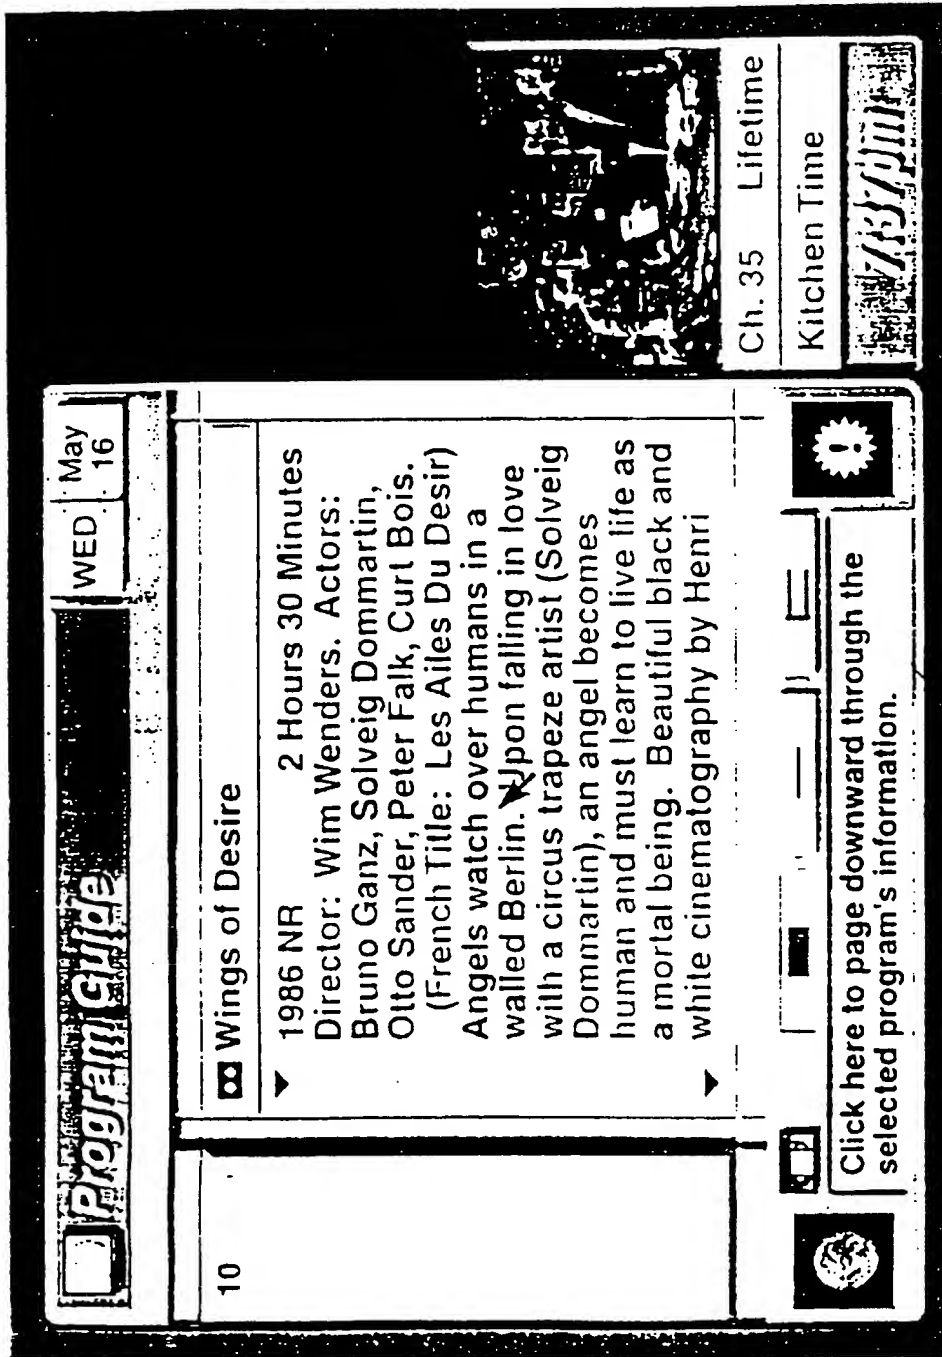 Program Guide
WED May
16
10
Wings of Desire
1986 NR 2 Hours 30 Minutes
Director: Wim Wenders. Actors:
Bruno Ganz, Solveig Dommartin,
Otto Sander, Peter Falk, Curt Bois.
(French Title: Les Ailes Du Desir)
Angels watch over humans in a
walled Berlin. Upon falling in love
with a circus trapeze artist (Solveig
Dommartin), an angel becomes
human and must learn to live life as
a mortal being. Beautiful black and
white cinematography by Henri
!
Click here to page downward through the
selected program's information.
Ch. 35 Lifetime
Kitchen Time
7:37pm